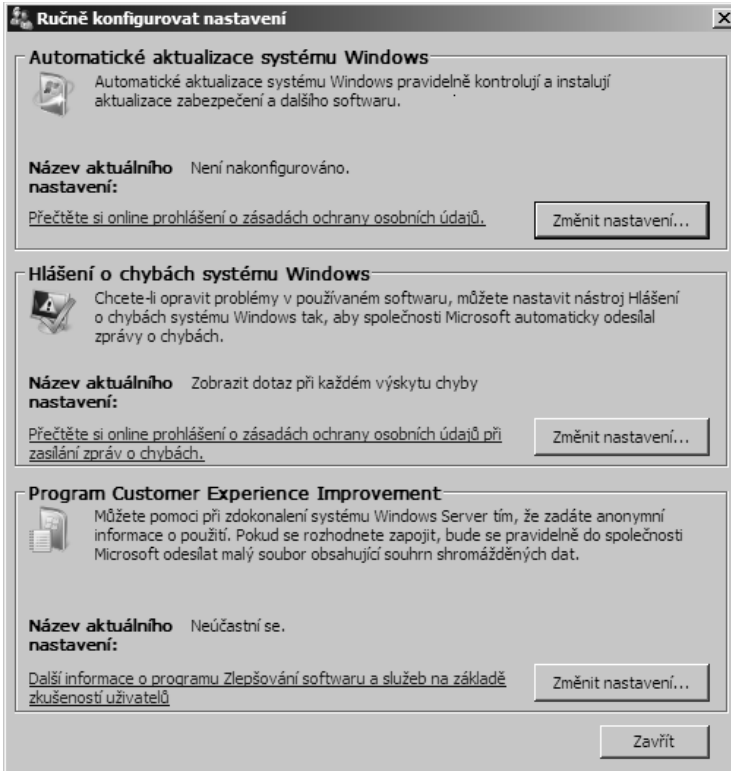 Ručně konfigurovat nastavení
Automatické aktualizace systému Windows
Automatické aktualizace systému Windows pravidelně kontrolují a instalují
aktualizace zabezpečení a dalšího softwaru.
Název aktuálního Není nakonfigurováno.
nastavení:
Přečtěte si online prohlášení o zásadách ochrany osobních údajů.
Změnit nastavení...
Hlášení o chybách systému Windows
Chcete-li opravit problémy v používaném softwaru, můžete nastavit nástroj Hlášení
o chybách systému Windows tak, aby společnosti Microsoft automaticky odesílal
zprávy o chybách.
Název aktuálního Zobrazit dotaz při každém výskytu chyby
nastavení:
Přečtěte si online prohlášení o zásadách ochrany osobních údajů při
zasílání zpráv o chybách.
Změnit nastavení...
Program Customer Experience Improvement
Můžete pomoci při zdokonalení systému Windows Server tím, že zadáte anonymní
informace o použití. Pokud se rozhodnete zapojit, bude se pravidelně do společnosti
Microsoft odesílat malý soubor obsahující souhrn shromážděných dat.
Název aktuálního Neúčastní se.
nastavení:
Další informace o programu Zlepšování softwaru a služeb na základě
zkušeností uživatelů
Změnit nastavení...
Zavřít